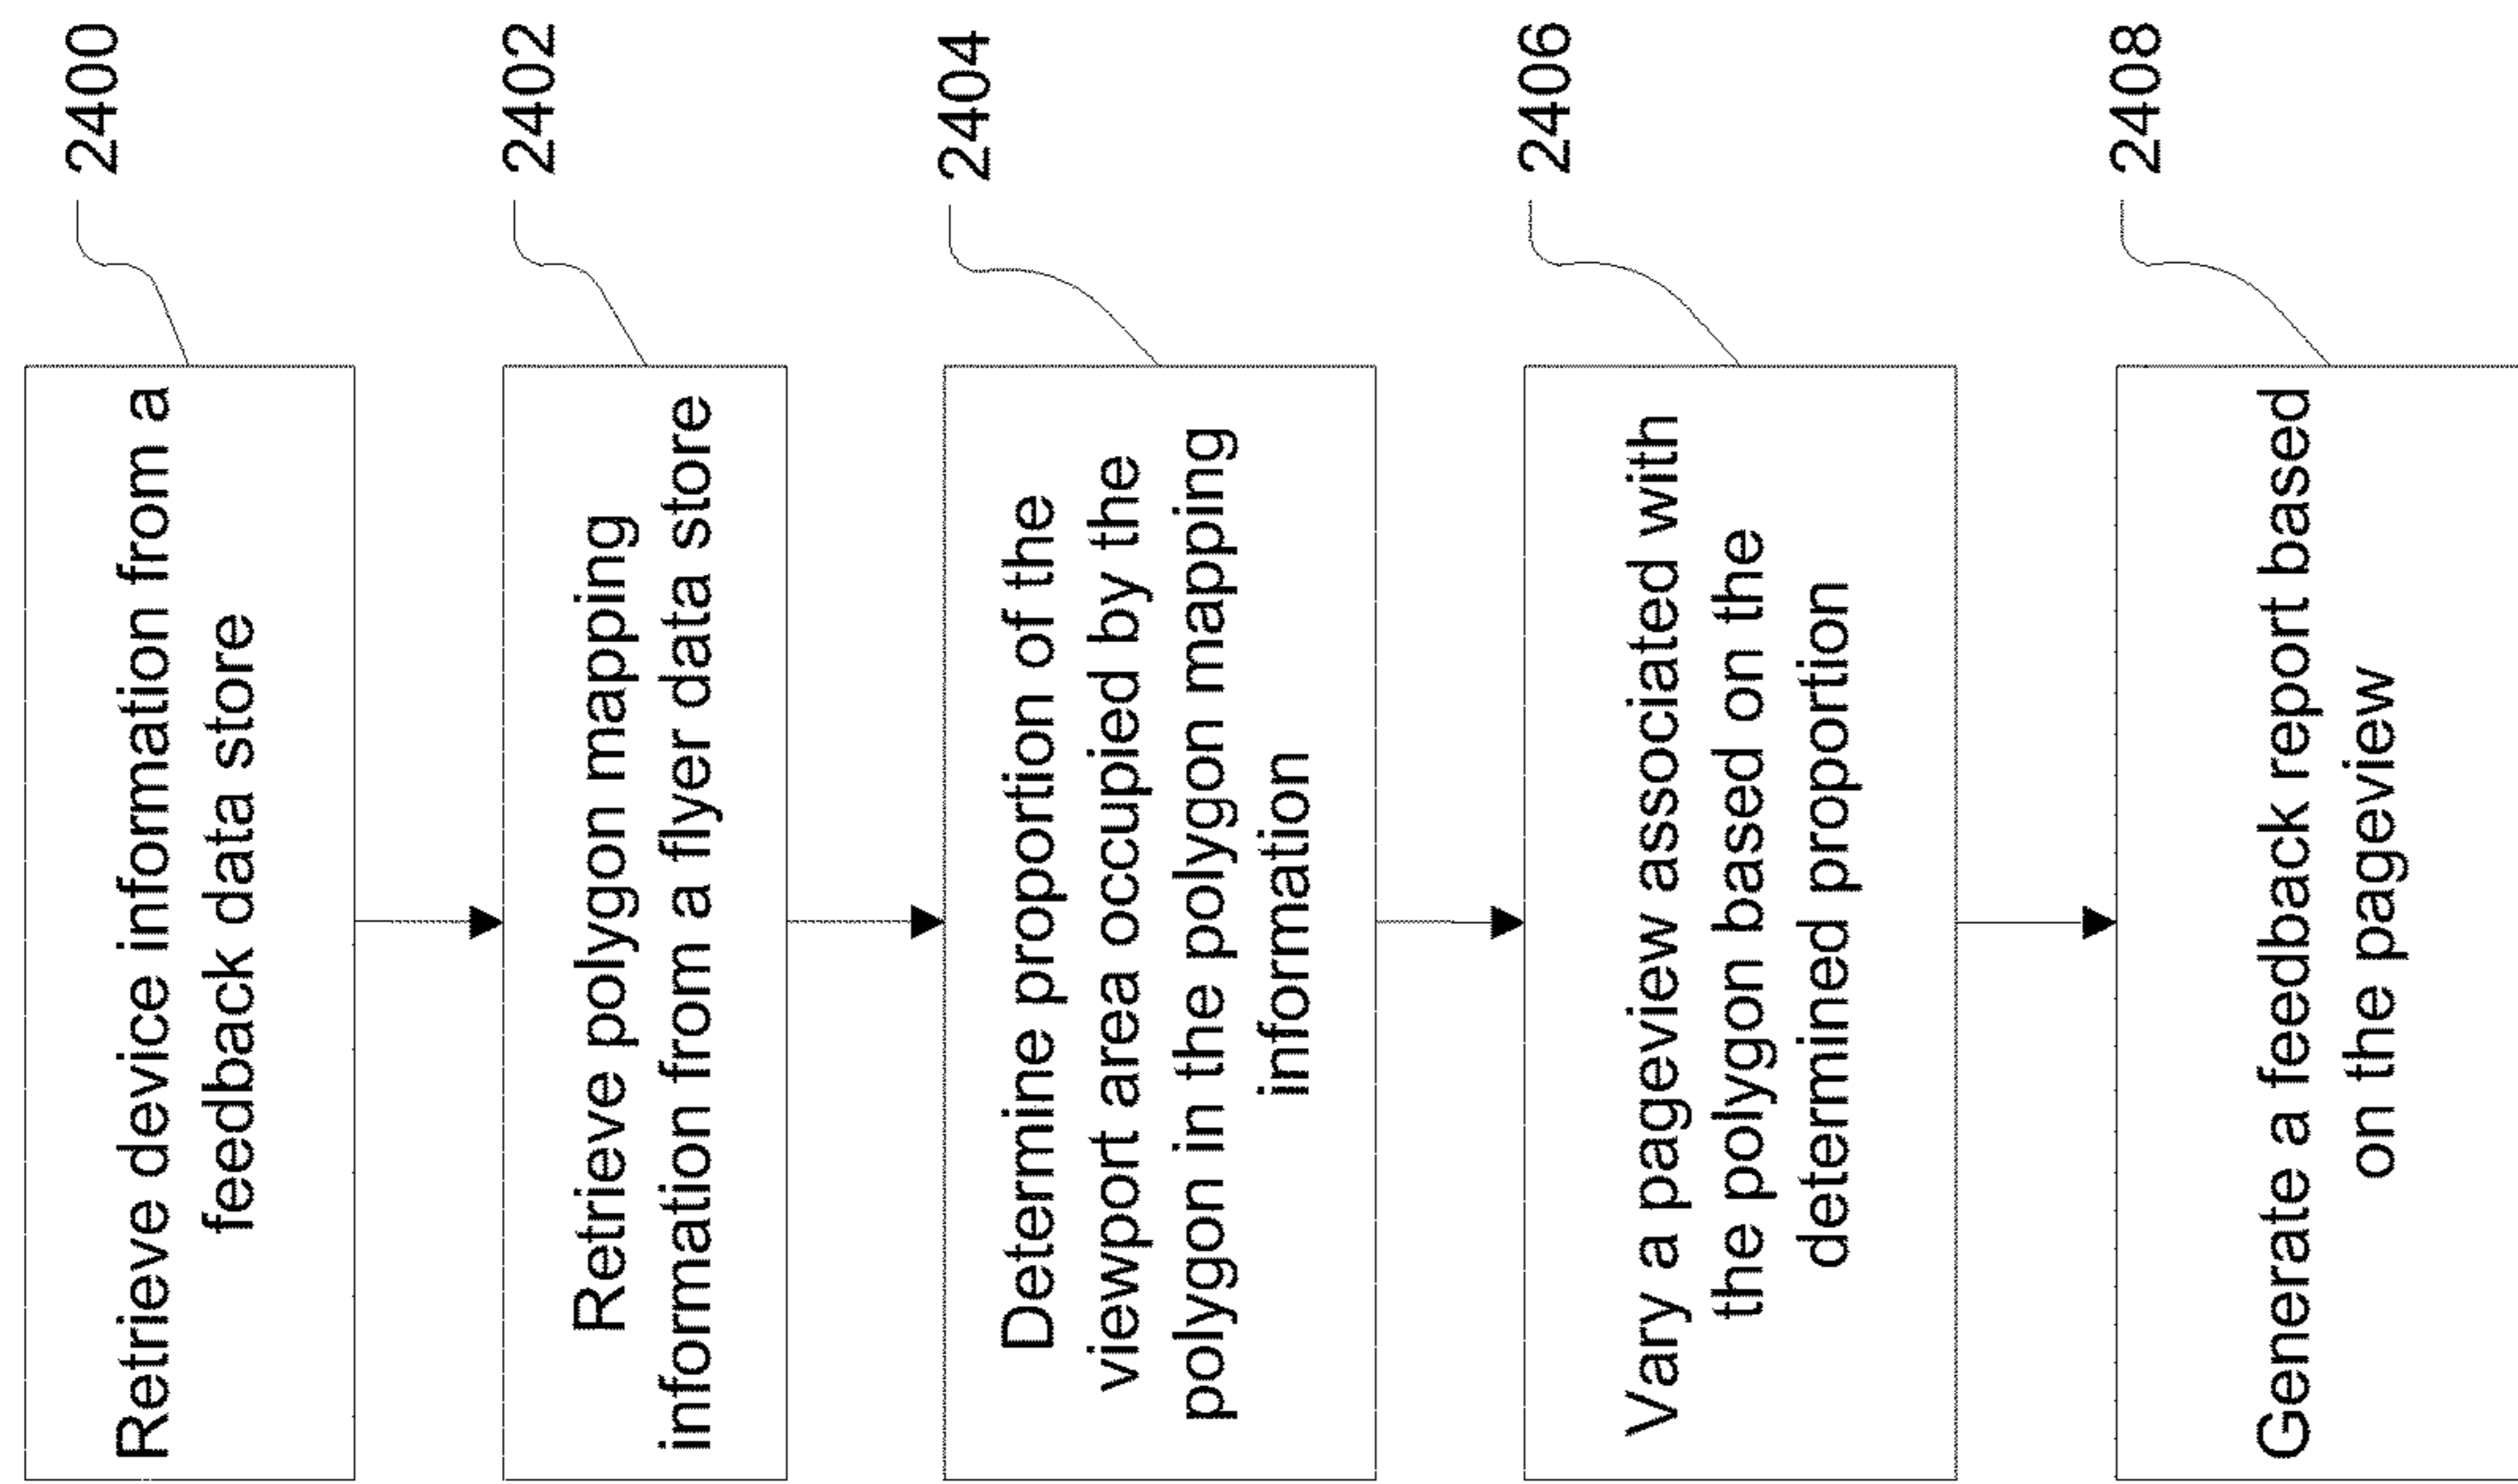 Retrieve device information from a
feedback data store
2400
Retrieve polygon mapping
information from a flyer data store
2402
Determine proportion of the
viewport area occupied by the
polygon in the polygon mapping
information
2404
Vary a pageview associated with
the polygon based on the
determined proportion
2406
Generate a feedback report based
on the pageview
2408